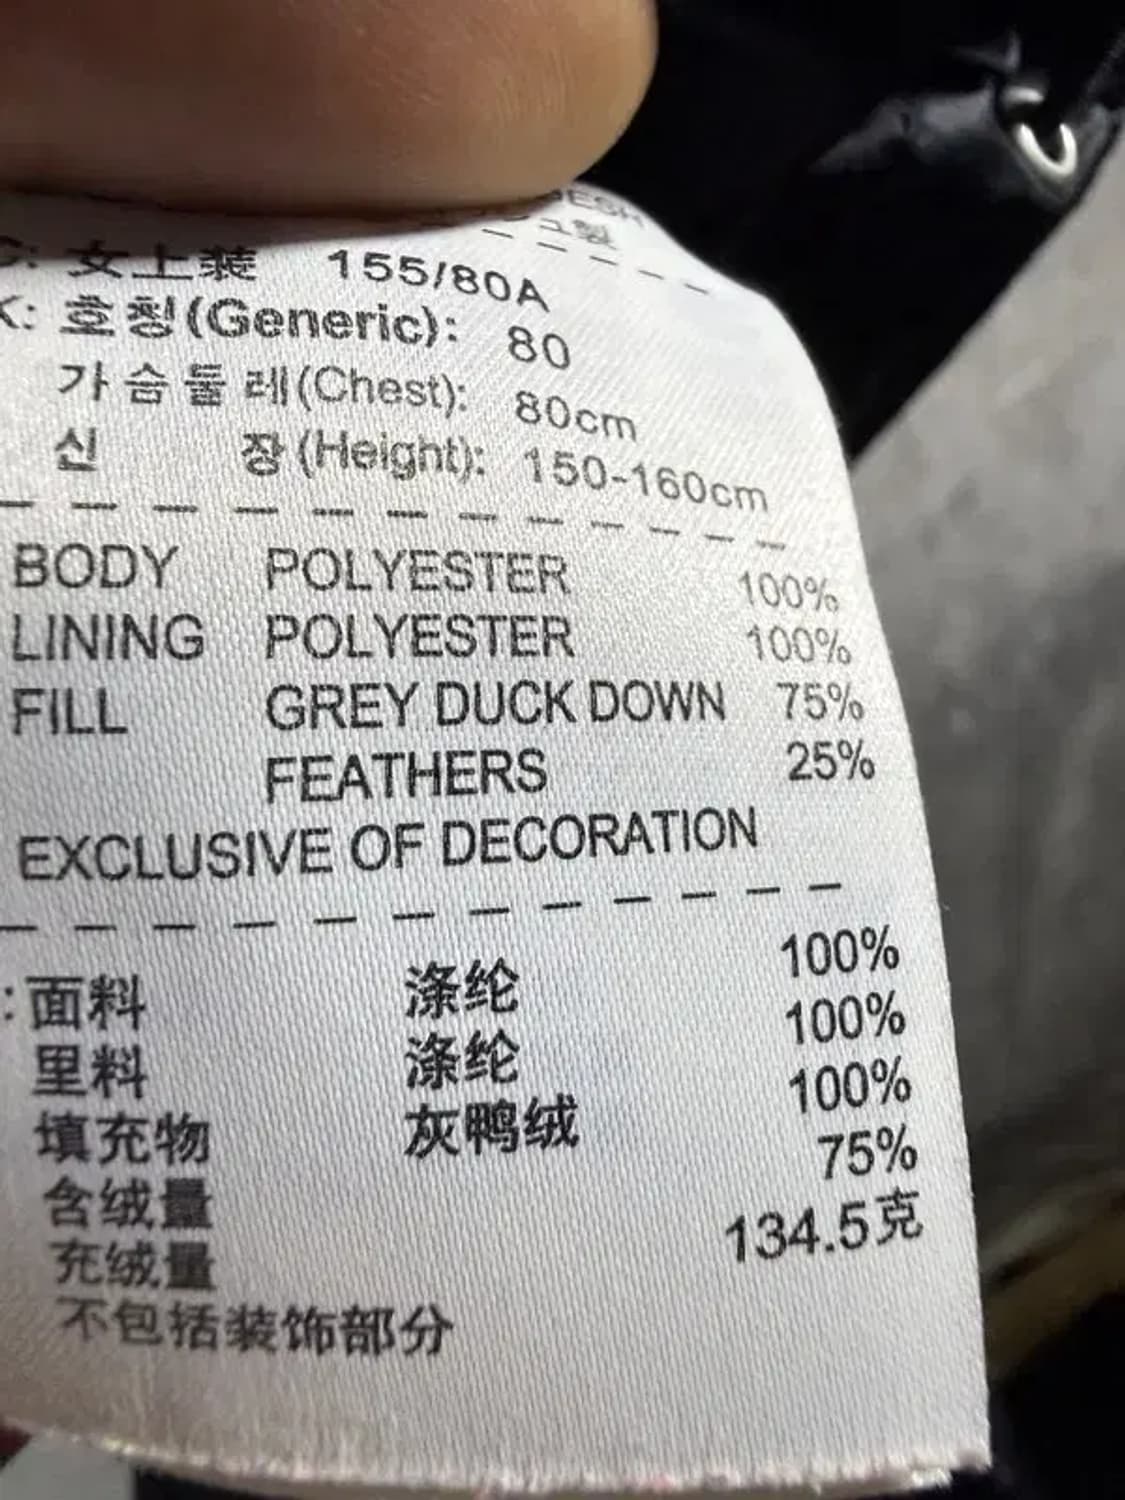 DESH
ュ製
C: 女上装 155/80A
K: 호칭(Generic): 80
가슴둘레(Chest): 80cm
신 장(Height): 150-160cm
BODY POLYESTER 100%
LINING POLYESTER 100%
FILL GREY DUCK DOWN 75%
FEATHERS 25%
EXCLUSIVE OF DECORATION
:面料 涤纶 100%
里料 涤纶 100%
填充物 灰鸭绒 100%
含绒量 75%
充绒量 134.5克
不包括装饰部分